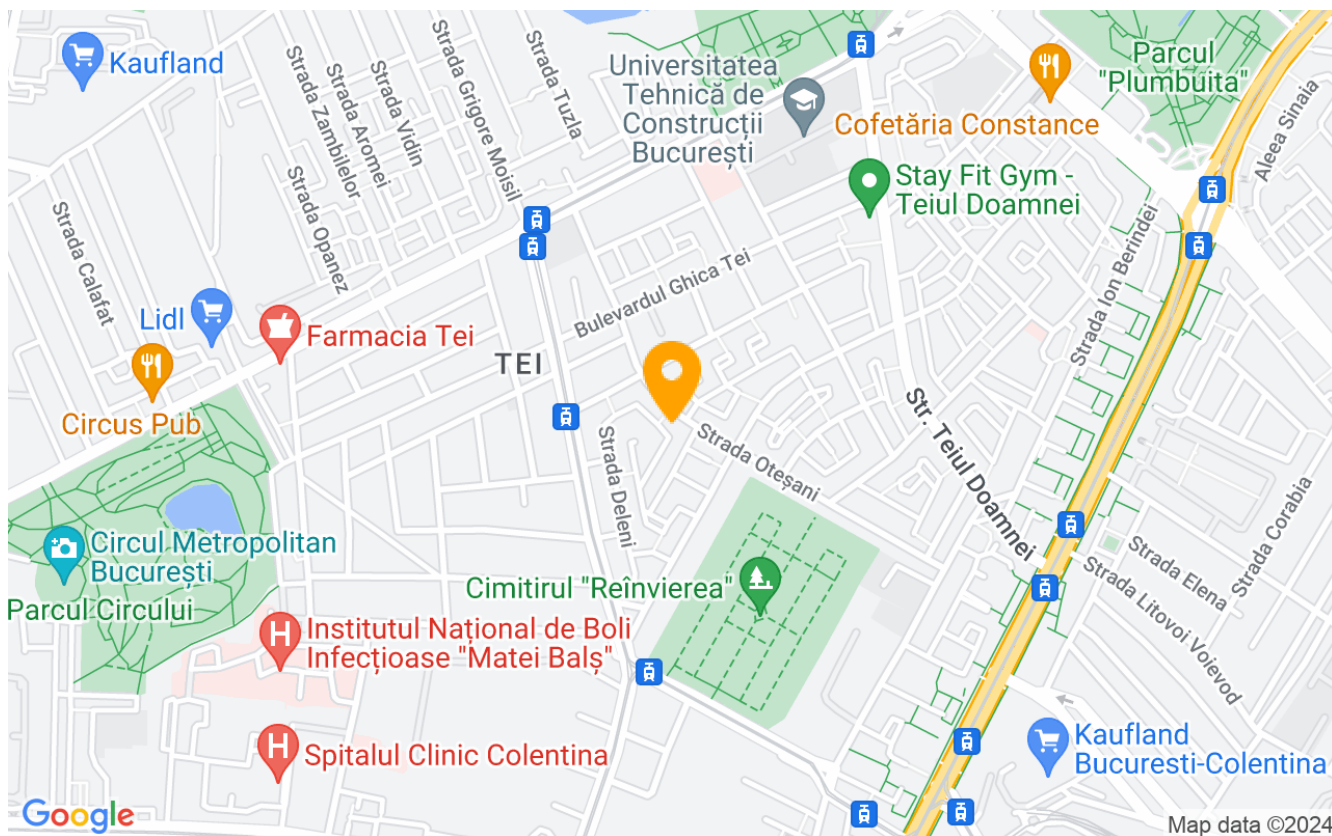 Kaufland
Strada Zambilelor
Strada Aromei
Strada Vidin
Strada Grigore Moisil
Strada Tuzla
Universitatea
Tehnică de
Construcții
București
Cofetăria Constance
Parcul
"Plumbuita"
Aleea Sinaia
Stay Fit Gym -
Teiul Doamnei
Strada Calafat
Strada Opanez
Bulevardul Ghica Tei
Strada Ion Berindei
Lidl
Farmacia Tei
TEI
Circus Pub
Strada Deleni
Strada Oteșani
Str. Teiul Doamnei
Strada Corabia
Strada Elena
Strada Litovoi Voievod
Circul Metropolitan
București
Parcul Circului
Cimitirul "Reînvierea"
Institutul Național de Boli
Infecțioase "Matei Balș"
Spitalul Clinic Colentina
Kaufland
Bucuresti-Colentina
Google
Map data ©2024